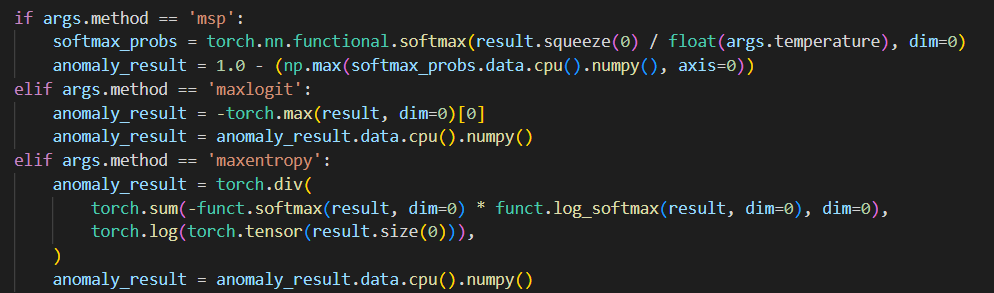 if args.method == 'msp':
    softmax_probs = torch.nn.functional.softmax(result.squeeze(0) / float(args.temperature), dim=0)
    anomaly_result = 1.0 - (np.max(softmax_probs.data.cpu().numpy(), axis=0))
elif args.method == 'maxlogit':
    anomaly_result = -torch.max(result, dim=0)[0]
    anomaly_result = anomaly_result.data.cpu().numpy()
elif args.method == 'maxentropy':
    anomaly_result = torch.div(
        torch.sum(-funct.softmax(result, dim=0) * funct.log_softmax(result, dim=0), dim=0),
        torch.log(torch.tensor(result.size(0))),
    )
    anomaly_result = anomaly_result.data.cpu().numpy()